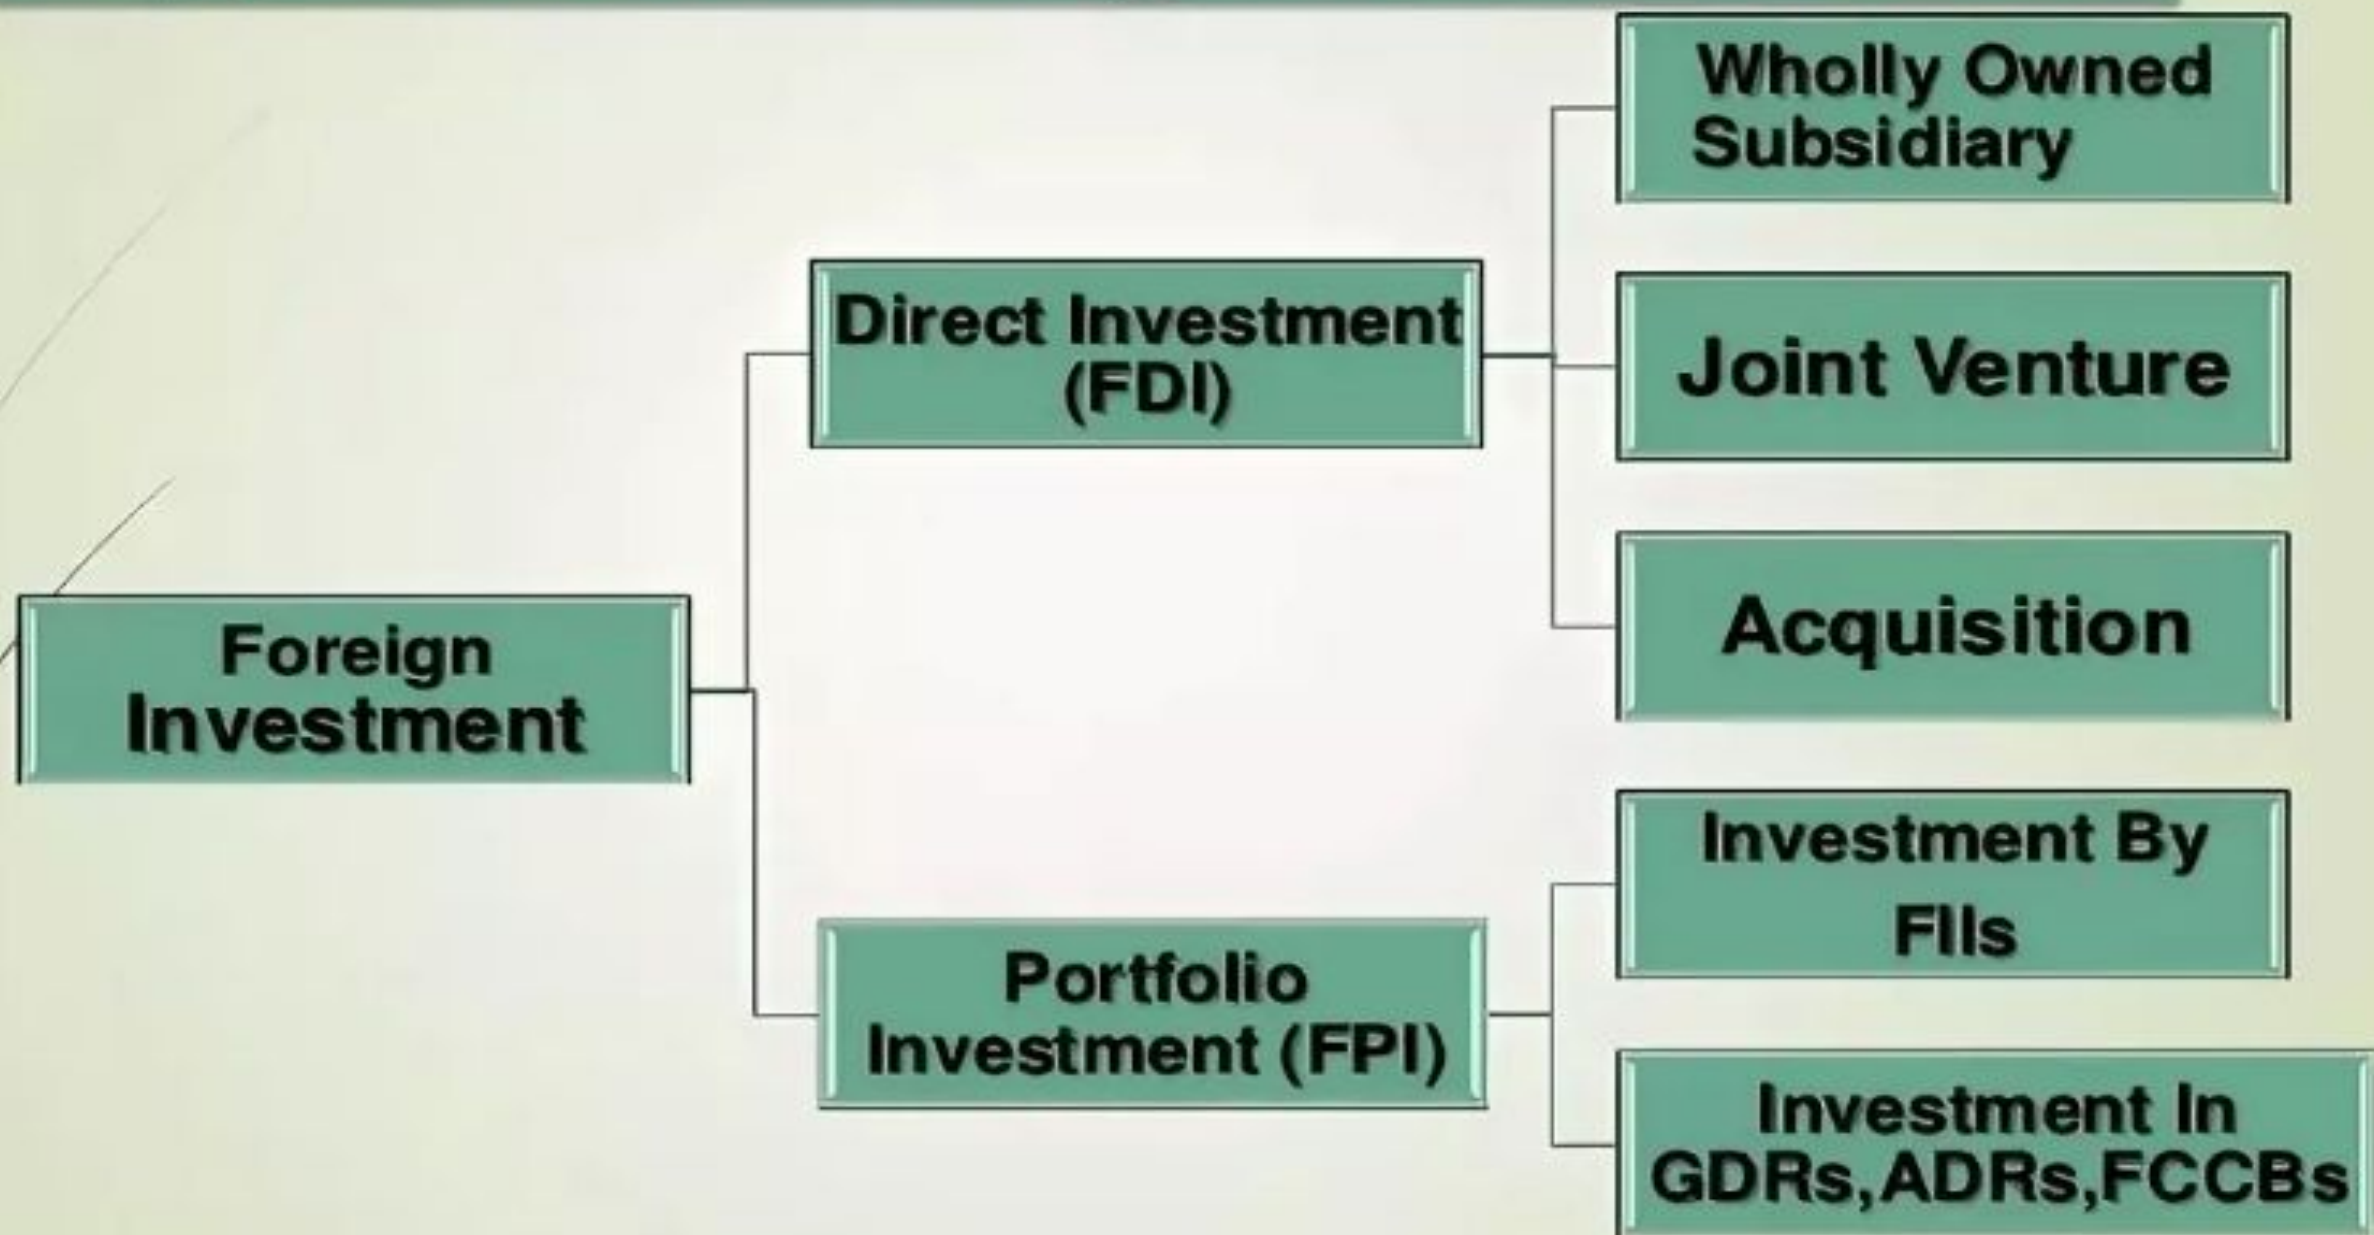 Wholly Owned
Subsidiary
Direct Investment
(FDI)
Joint Venture
Acquisition
Foreign
Investment
Investment By
FIIs
Portfolio
Investment (FPI)
Investment In
GDRs,ADRs,FCCBs